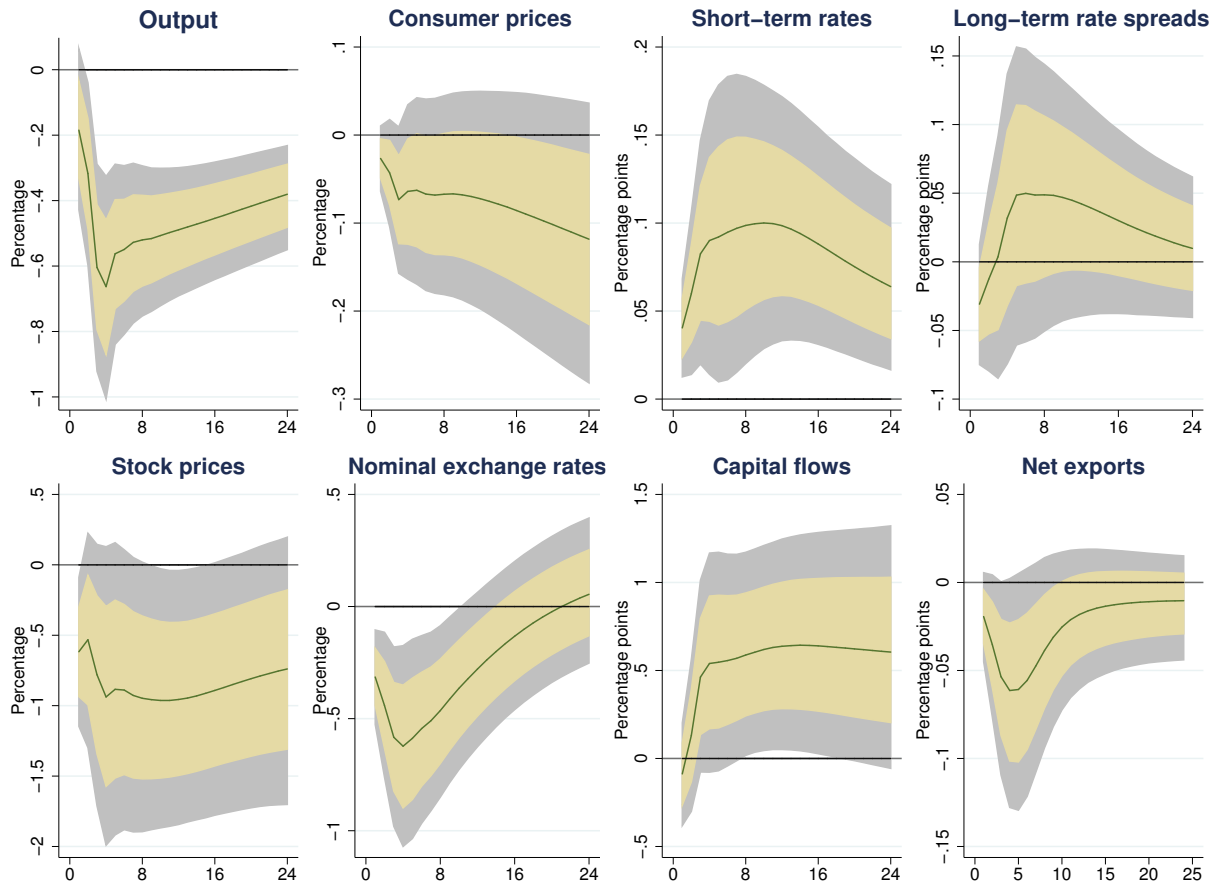 Output
Percentage
0
−.2
−.4
−.6
−.8
−1
0 8 16 24
Consumer prices
Percentage
.1
0
−.1
−.2
−.3
0 8 16 24
Short−term rates
Percentage points
.2
.15
.1
.05
0
0 8 16 24
Long−term rate spreads
Percentage points
.15
.1
.05
0
−.05
−.1
0 8 16 24
Stock prices
Percentage
.5
0
−.5
−1
−1.5
−2
0 8 16 24
Nominal exchange rates
Percentage
.5
0
−.5
−1
0 8 16 24
Capital flows
Percentage points
1.5
1
.5
0
−.5
0 8 16 24
Net exports
Percentage points
.05
0
−.05
−.1
−.15
0 5 10 15 20 25